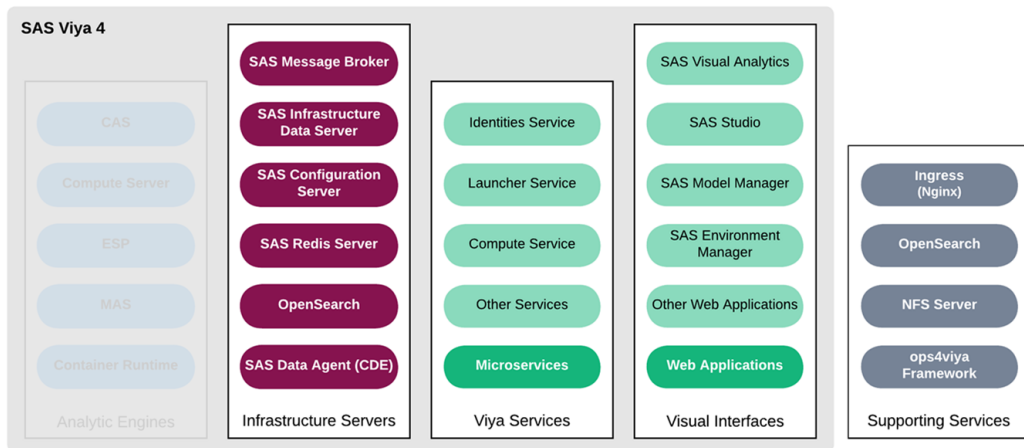 SAS Viya 4
CAS
Compute Server
ESP
MAS
Container Runtime
Analytic Engines
SAS Message Broker
SAS Infrastructure
Data Server
SAS Configuration
Server
SAS Redis Server
OpenSearch
SAS Data Agent (CDE)
Infrastructure Servers
Identities Service
Launcher Service
Compute Service
Other Services
Microservices
Viya Services
SAS Visual Analytics
SAS Studio
SAS Model Manager
SAS Environment
Manager
Other Web Applications
Web Applications
Visual Interfaces
Ingress
(Nginx)
OpenSearch
NFS Server
ops4viya
Framework
Supporting Services